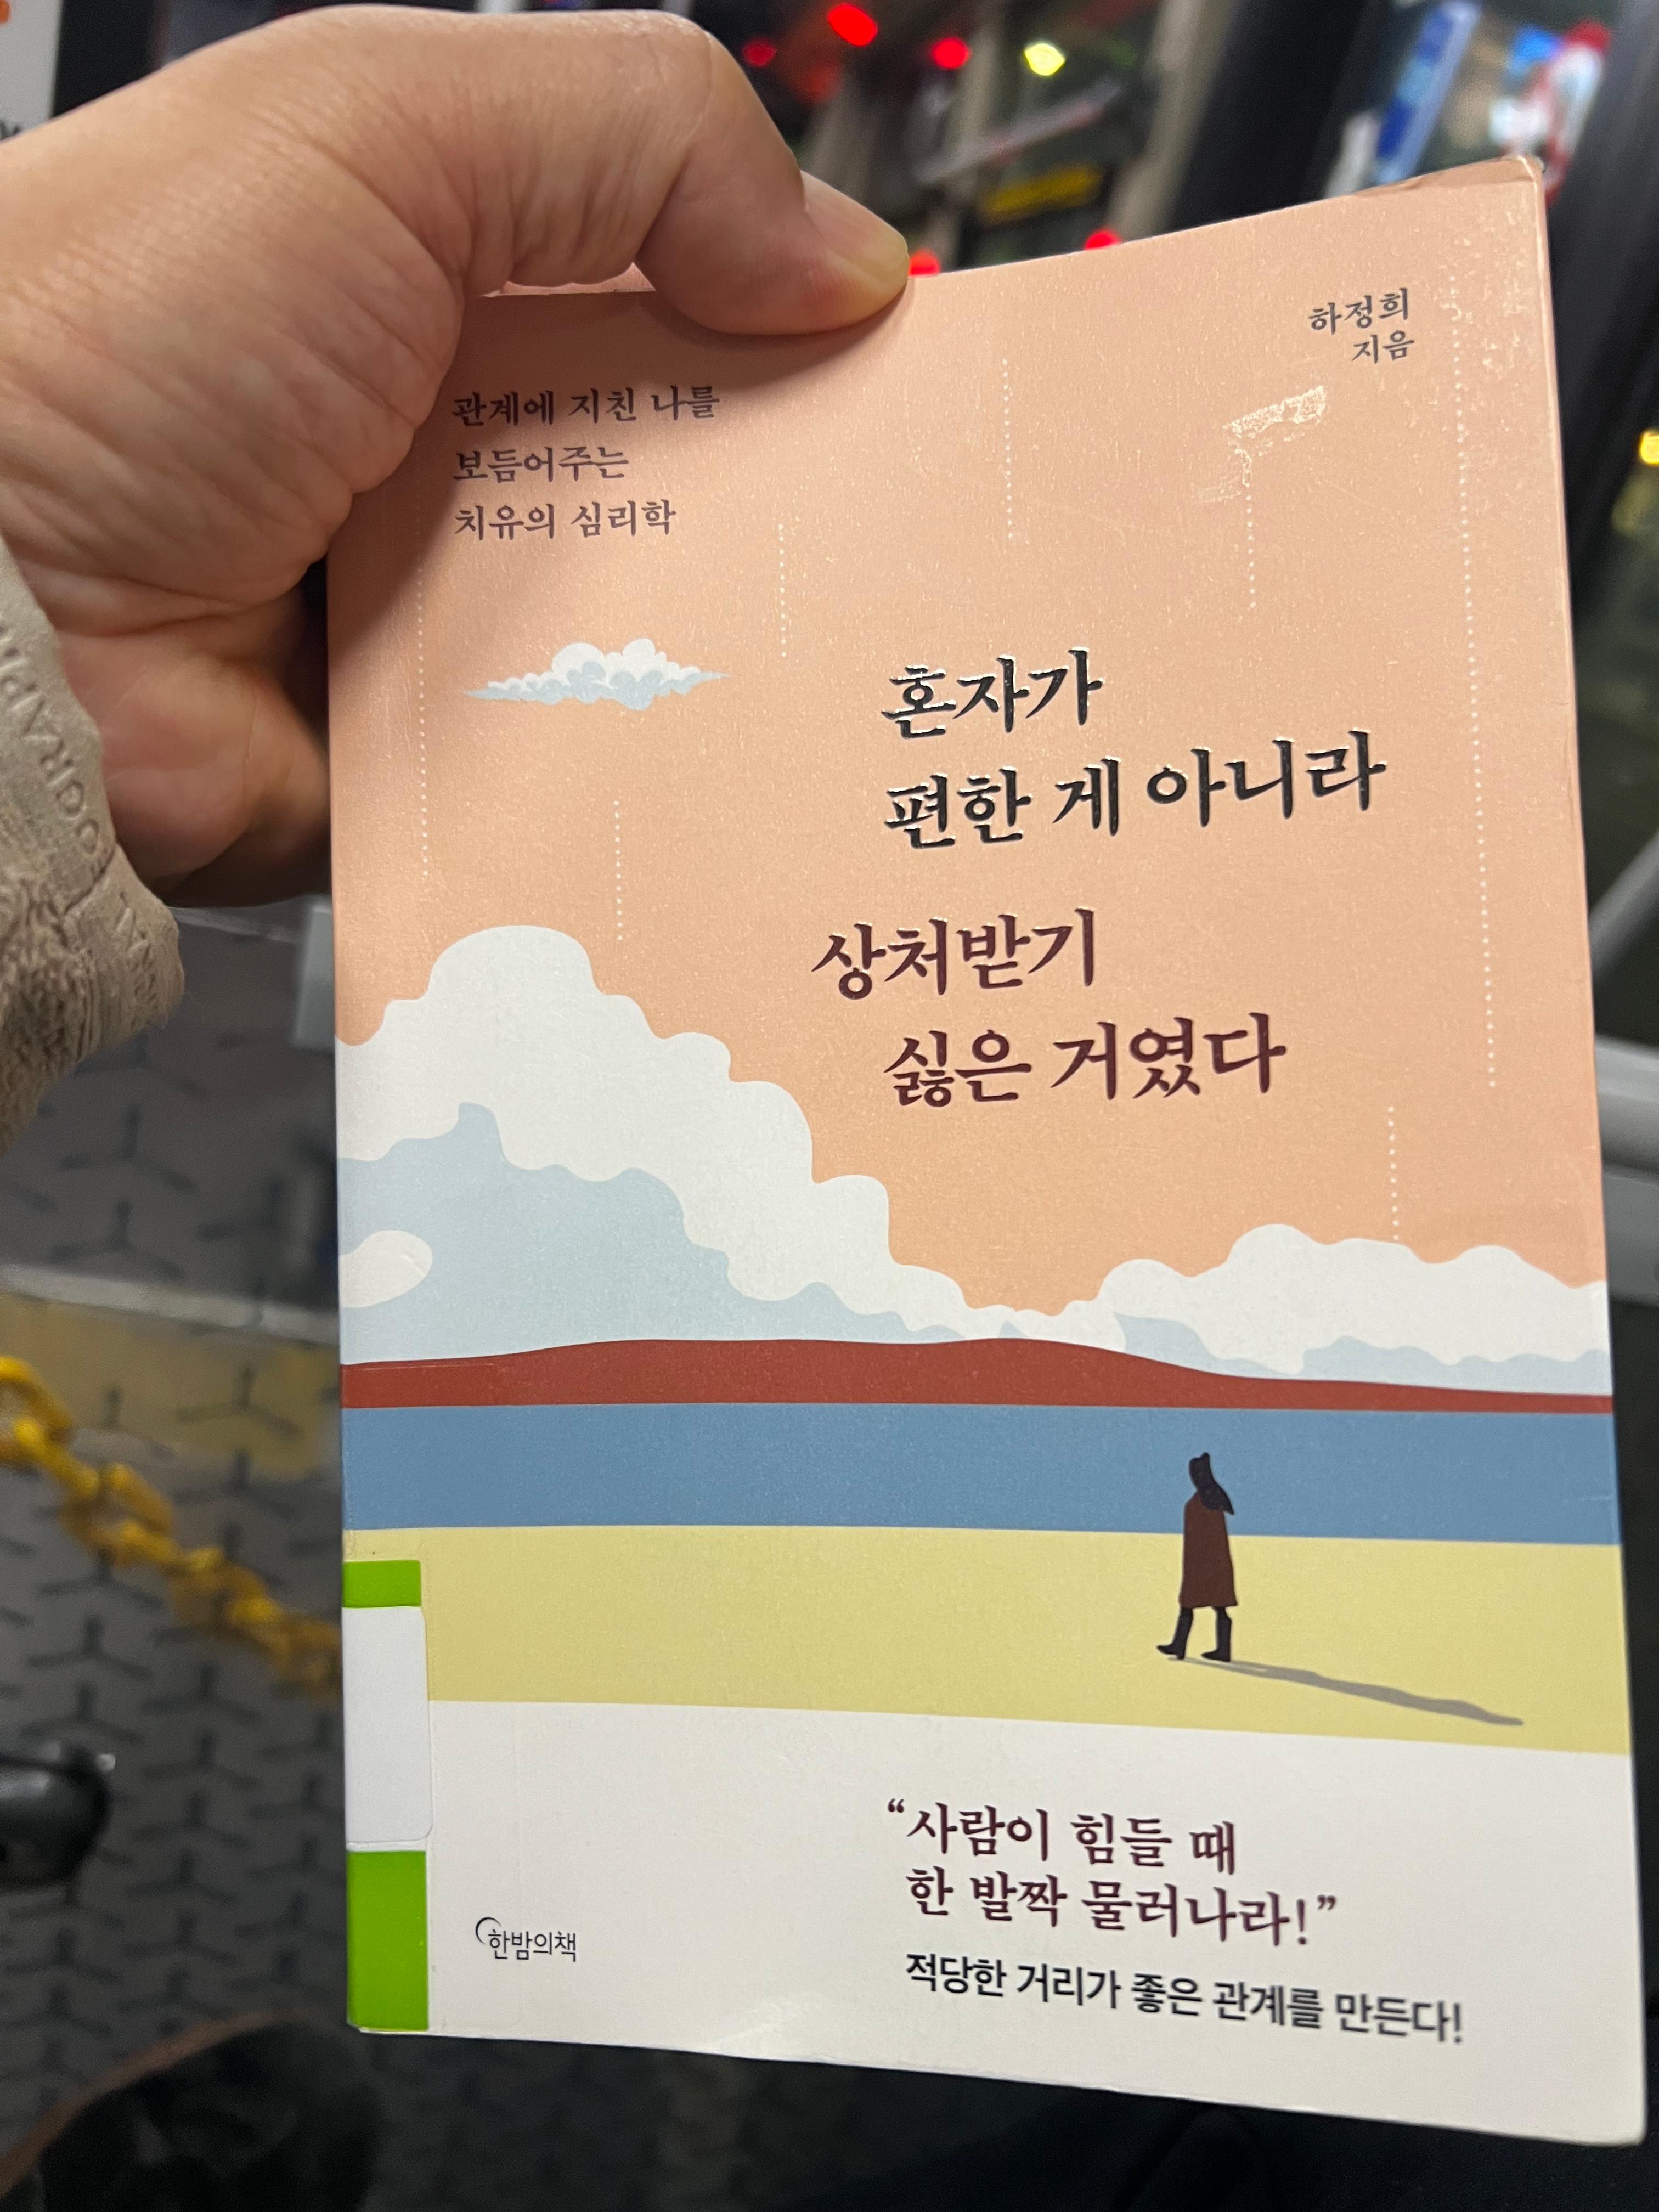 하정희
지음
관계에 지친 나를
보듬어주는
치유의 심리학
혼자가
편한 게 아니라
상처받기
싫은 거였다
“사람이 힘들 때
한 발짝 물러나라!”
적당한 거리가 좋은 관계를 만든다!
한밤의책